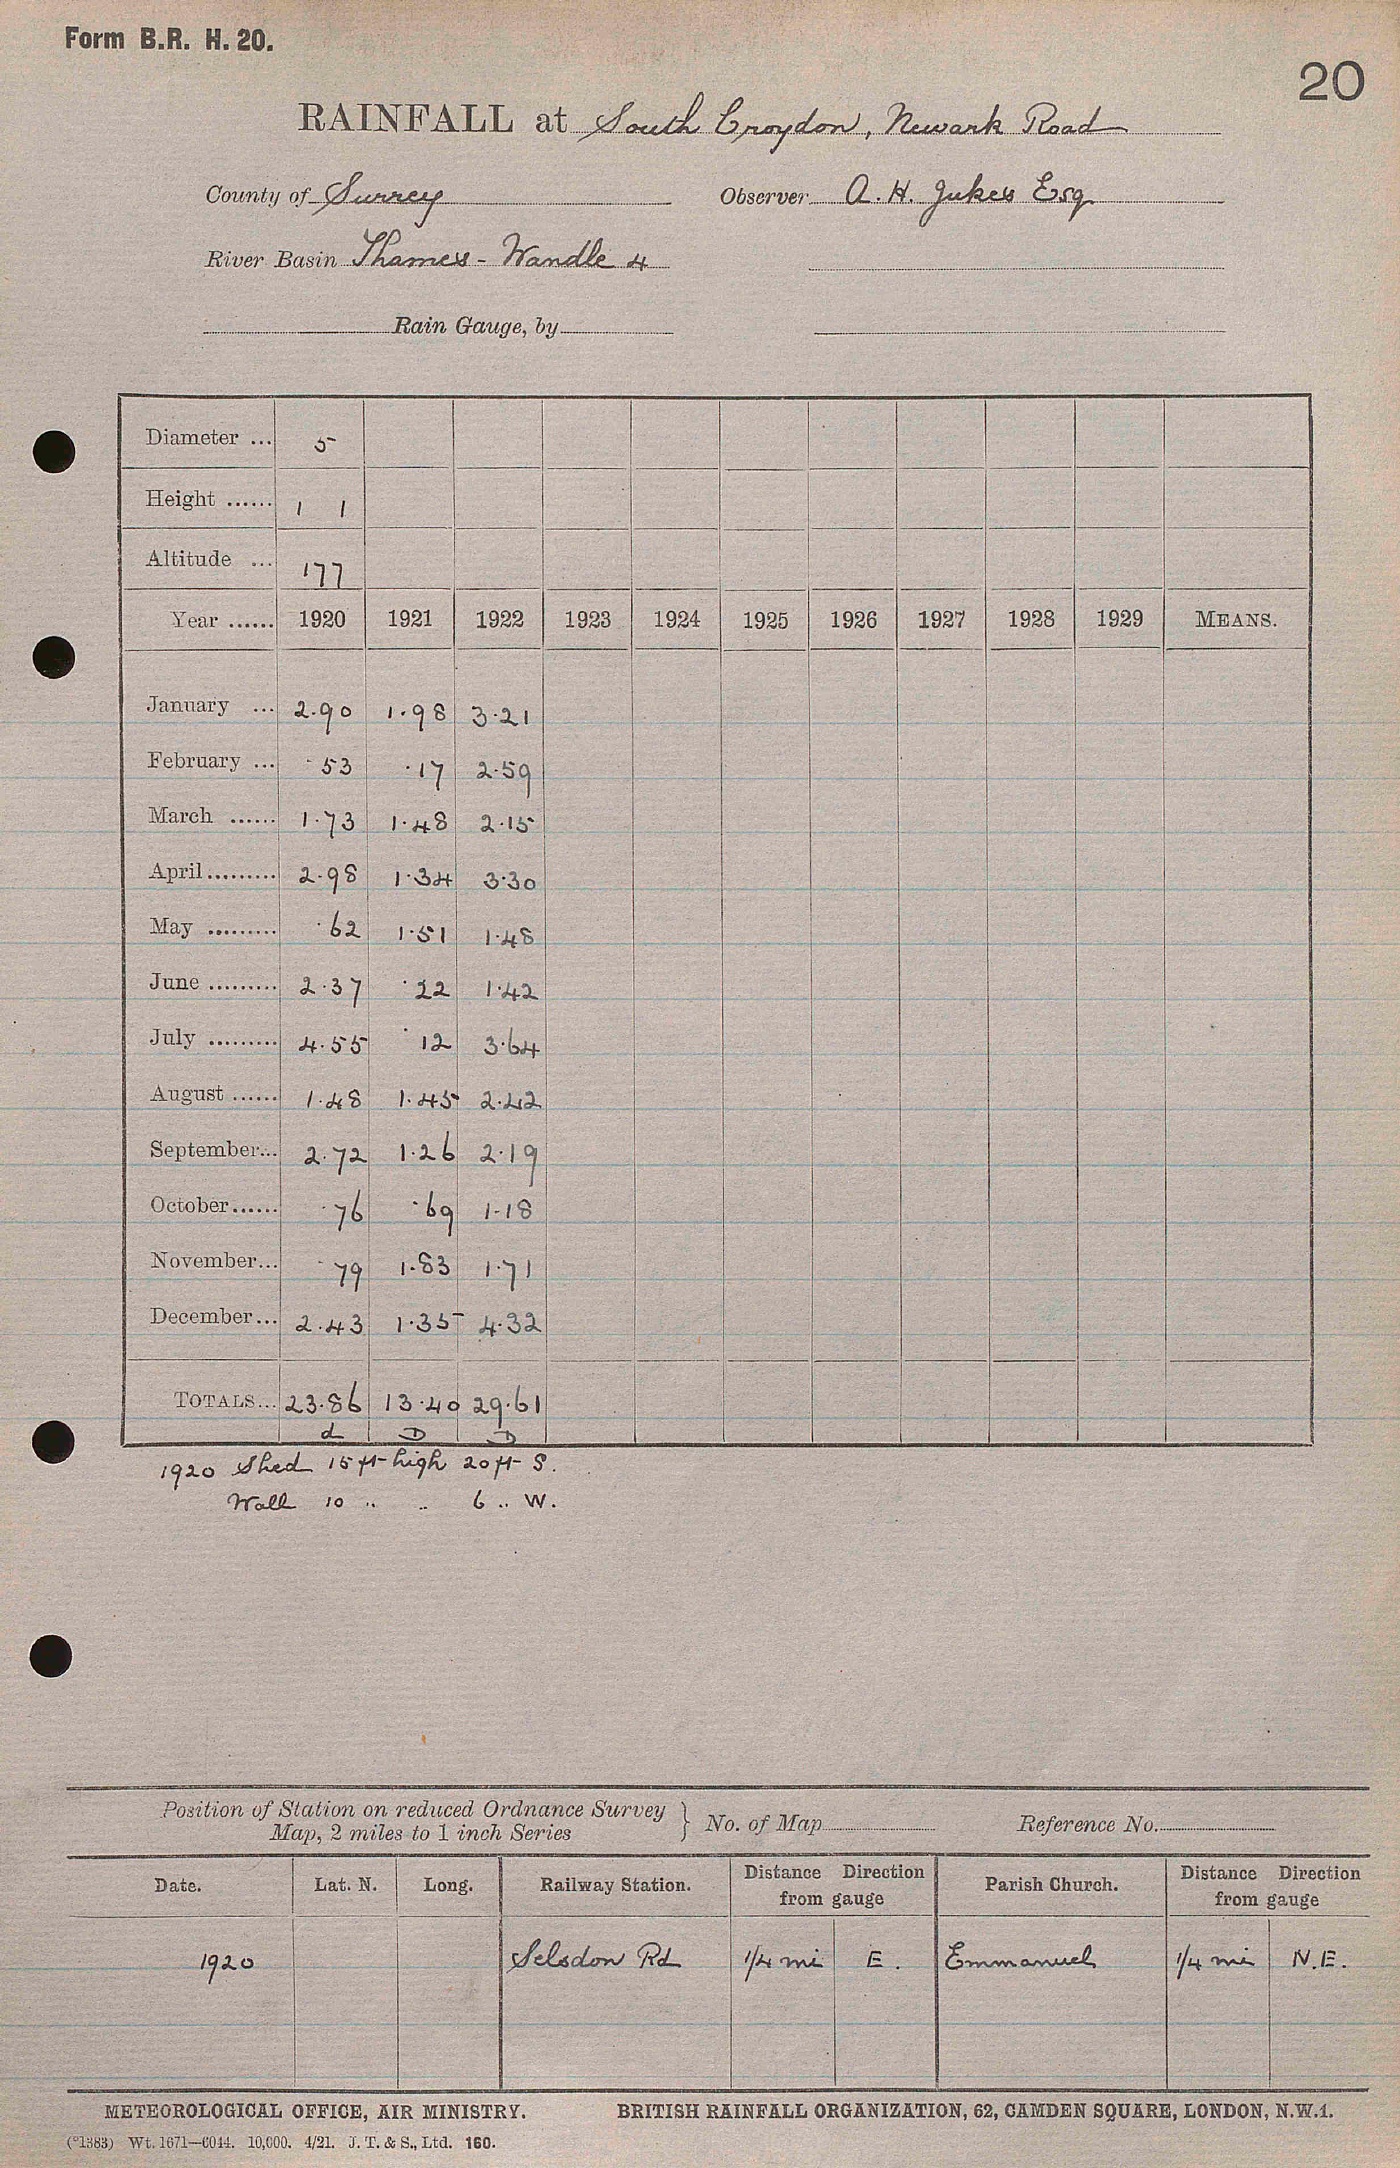 Form B.R. H. 20.
20
RAINFALL at South Croydon, Newark Road
County of Surrey Observer A. H. Jukes Esq
River Basin Thames - Wandle 4
Rain Gauge, by
Diameter ... 5
Height ...... 1 1
Altitude ... 177
Year ...... 1920 1921 1922 1923 1924 1925 1926 1927 1928 1929 MEANS.
January ... 2.90 1.98 3.21
February ... .53 .17 2.59
March ...... 1.73 1.48 2.15
April ......... 2.98 1.34 3.30
May ......... .62 1.51 1.48
June ......... 2.37 .22 1.42
July ......... 4.55 .12 3.64
August ...... 1.48 1.45 2.42
September... 2.72 1.26 2.19
October...... .76 .69 1.18
November... .79 1.83 1.71
December... 2.43 1.35 4.32
TOTALS... 23.86 13.40 29.61
d D D
1920 Shed 15 ft high 20 ft S.
Wall 10 .. .. 6 .. W.
Position of Station on reduced Ordnance Survey
Map, 2 miles to 1 inch Series } No. of Map Reference No.
Date. Lat. N. Long. Railway Station. Distance Direction from gauge Parish Church. Distance Direction from gauge
1920 Selsdon Rd 1/4 mi E. Emmanuel 1/4 mi N.E.
METEOROLOGICAL OFFICE, AIR MINISTRY. BRITISH RAINFALL ORGANIZATION, 62, CAMDEN SQUARE, LONDON, N.W.1.
(*1383) Wt. 1671—6044. 10,000. 4/21. J. T. & S., Ltd. 160.